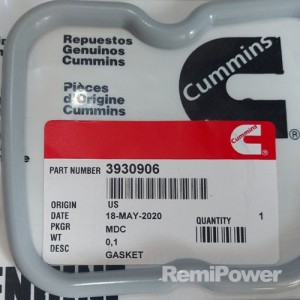 Repuestos
Genuinos
Cummins
Cummins
Pièces
d'Origine
Cummins
Cummins
PART NUMBER 3930906
ORIGIN US
DATE 18-MAY-2020 QUANTITY 1
PKGR MDC
WT 0,1
DESC GASKET
RemiPower
GENUINE